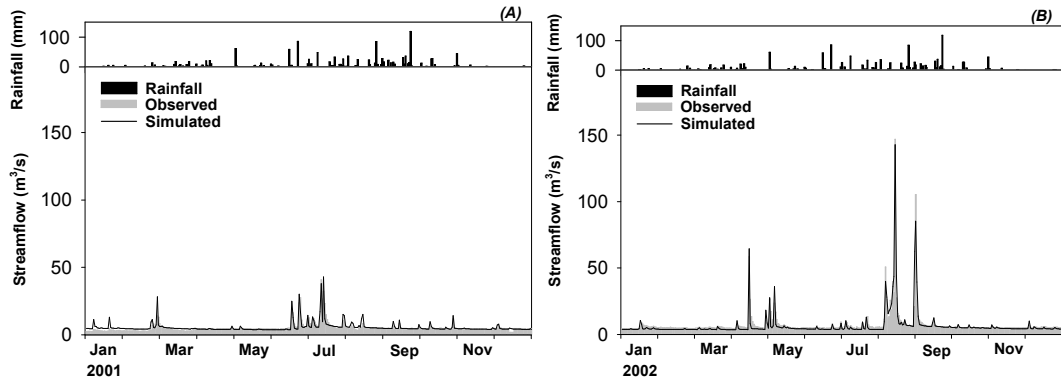 (A)
Rainfall (mm)
100
0
Rainfall
Observed
Simulated
Streamflow (m³/s)
150
100
50
0
Jan Mar May Jul Sep Nov
2001
(B)
Rainfall (mm)
100
0
Rainfall
Observed
Simulated
Streamflow (m³/s)
150
100
50
0
Jan Mar May Jul Sep Nov
2002